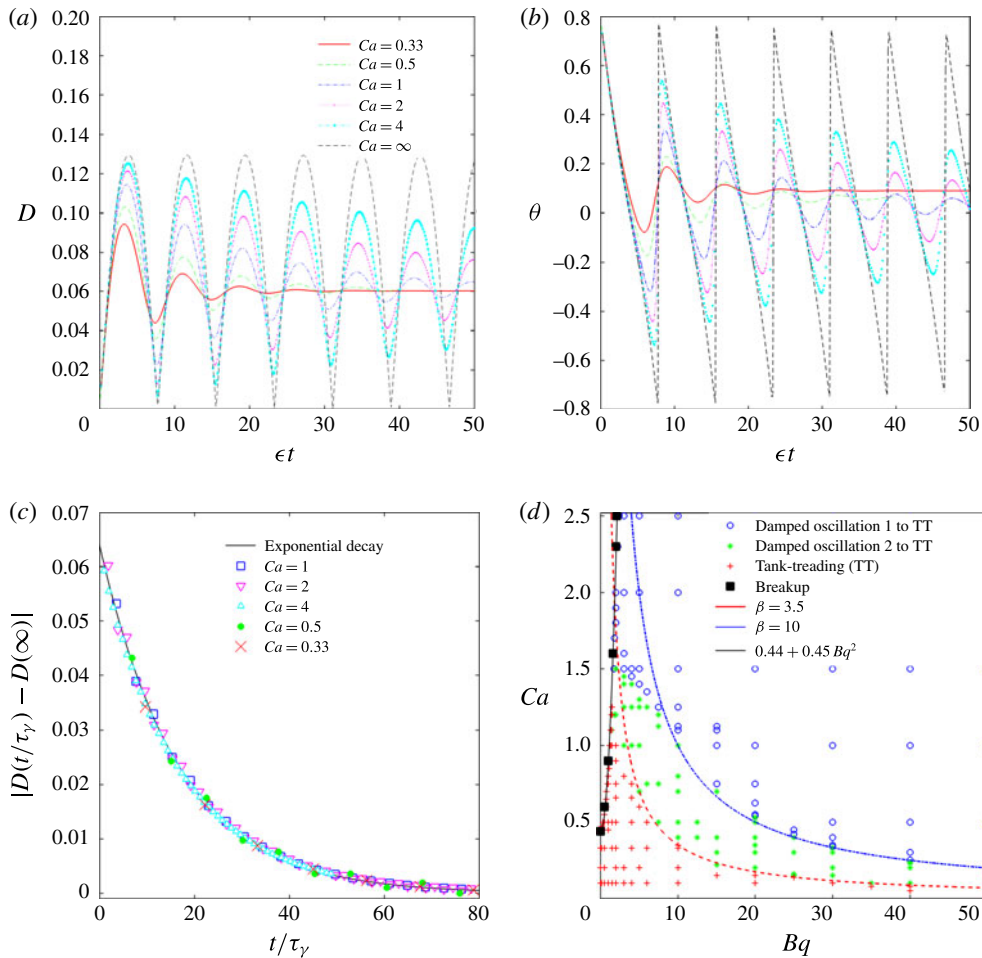 (a)
0.20
0.18
0.16
0.14
0.12
D 0.10
0.08
0.06
0.04
0.02
0 10 20 30 40 50
ϵt
Ca = 0.33
Ca = 0.5
Ca = 1
Ca = 2
Ca = 4
Ca = ∞
(b)
0.8
0.6
0.4
0.2
θ 0
−0.2
−0.4
−0.6
−0.8
0 10 20 30 40 50
ϵt
(c)
0.07
0.06
0.05
0.04
0.03
0.02
0.01
0
|D(t/τγ) − D(∞)|
0 20 40 60 80
t/τγ
Exponential decay
Ca = 1
Ca = 2
Ca = 4
Ca = 0.5
Ca = 0.33
(d)
2.5
2.0
Ca 1.5
1.0
0.5
0 10 20 30 40 50
Bq
Damped oscillation 1 to TT
Damped oscillation 2 to TT
Tank-treading (TT)
Breakup
β = 3.5
β = 10
0.44 + 0.45 Bq²